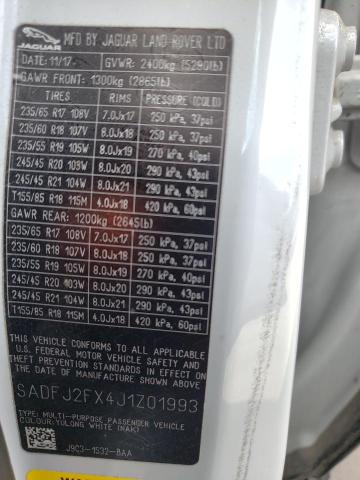 JAGUAR
MFD BY JAGUAR LAND ROVER LTD
DATE: 11/17 GVWR: 2400kg (5290lb)
GAWR FRONT: 1300kg (2865lb)
TIRES RIMS PRESSURE (COLD)
235/65 R17 108V 7.0Jx17 250 kPa, 37psi
235/60 R18 107V 8.0Jx18 250 kPa, 37psi
235/55 R19 105W 8.0Jx19 270 kPa, 40psi
245/45 R20 103W 8.0Jx20 290 kPa, 43psi
245/45 R21 104W 8.0Jx21 290 kPa, 43psi
T155/85 R18 115M 4.0Jx18 420 kPa, 60psi
GAWR REAR: 1200kg (2645lb)
235/65 R17 108V 7.0Jx17 250 kPa, 37psi
235/60 R18 107V 8.0Jx18 250 kPa, 37psi
235/55 R19 105W 8.0Jx19 270 kPa, 40psi
245/45 R20 103W 8.0Jx20 290 kPa, 43psi
245/45 R21 104W 8.0Jx21 290 kPa, 43psi
T155/85 R18 115M 4.0Jx18 420 kPa, 60psi
THIS VEHICLE CONFORMS TO ALL APPLICABLE
FEDERAL MOTOR VEHICLE SAFETY, BUMPER,
AND THEFT PREVENTION STANDARDS IN
EFFECT ON THE DATE OF MANUFACTURE
SHOWN ABOVE.
SADFJ2FX4J1Z01993
TYPE: MULTI-PURPOSE PASSENGER VEHICLE
COLOUR: YULONG WHITE (NAK)
J9C3-1532-BAA